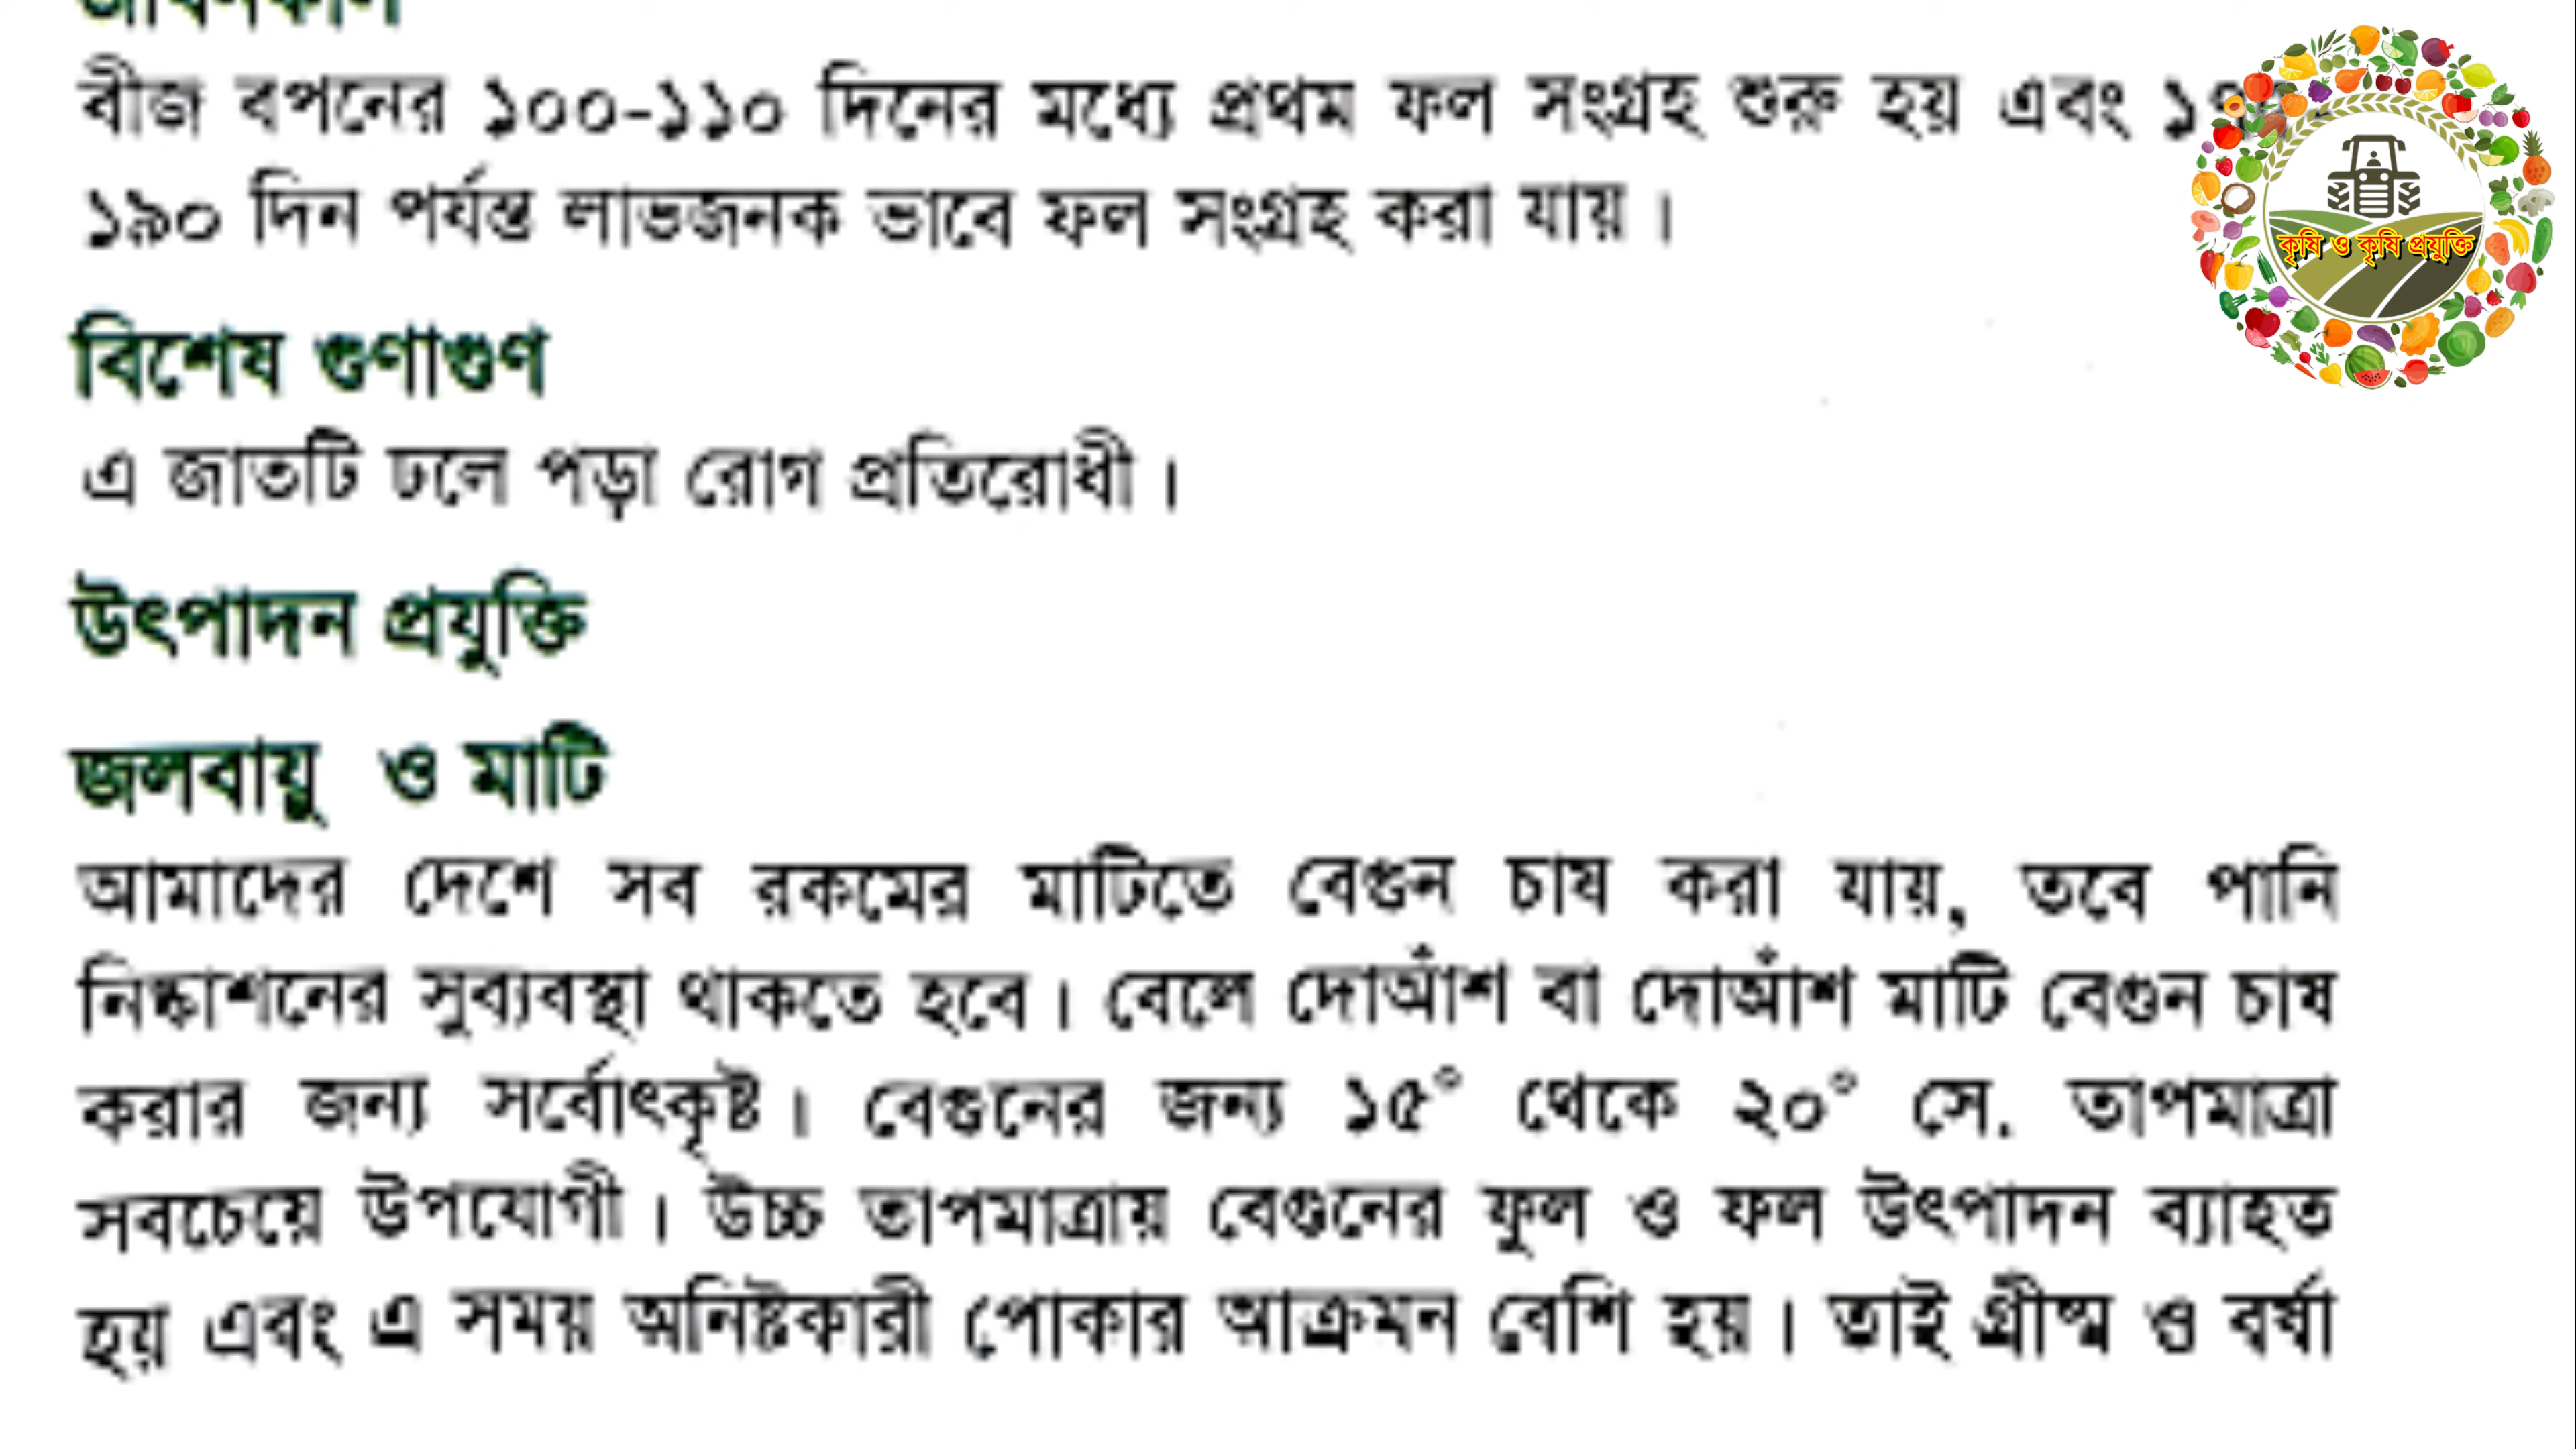 বীজ বপনের ১০০-১১০ দিনের মধ্যে প্রথম ফল সংগ্রহ শুরু হয় এবং
১৯০ দিন পর্যন্ত লাভজনক ভাবে ফল সংগ্রহ করা যায়।
কৃষি ও কৃষি প্রযুক্তি
বিশেষ গুণাগুণ
এ জাতটি ঢলে পড়া রোগ প্রতিরোধী।
উৎপাদন প্রযুক্তি
জলবায়ু ও মাটি
আমাদের দেশে সব রকমের মাটিতে বেগুন চাষ করা যায়, তবে পানি
নিষ্কাশনের সুব্যবস্থা থাকতে হবে। বেলে দোআঁশ বা দোআঁশ মাটি বেগুন চাষ
করার জন্য সর্বোৎকৃষ্ট। বেগুনের জন্য ১৫° থেকে ২০° সে. তাপমাত্রা
সবচেয়ে উপযোগী। উচ্চ তাপমাত্রায় বেগুনের ফুল ও ফল উৎপাদন ব্যাহত
হয় এবং এ সময় অনিষ্টকারী পোকার আক্রমন বেশি হয়। তাই গ্রীষ্ম ও বর্ষা